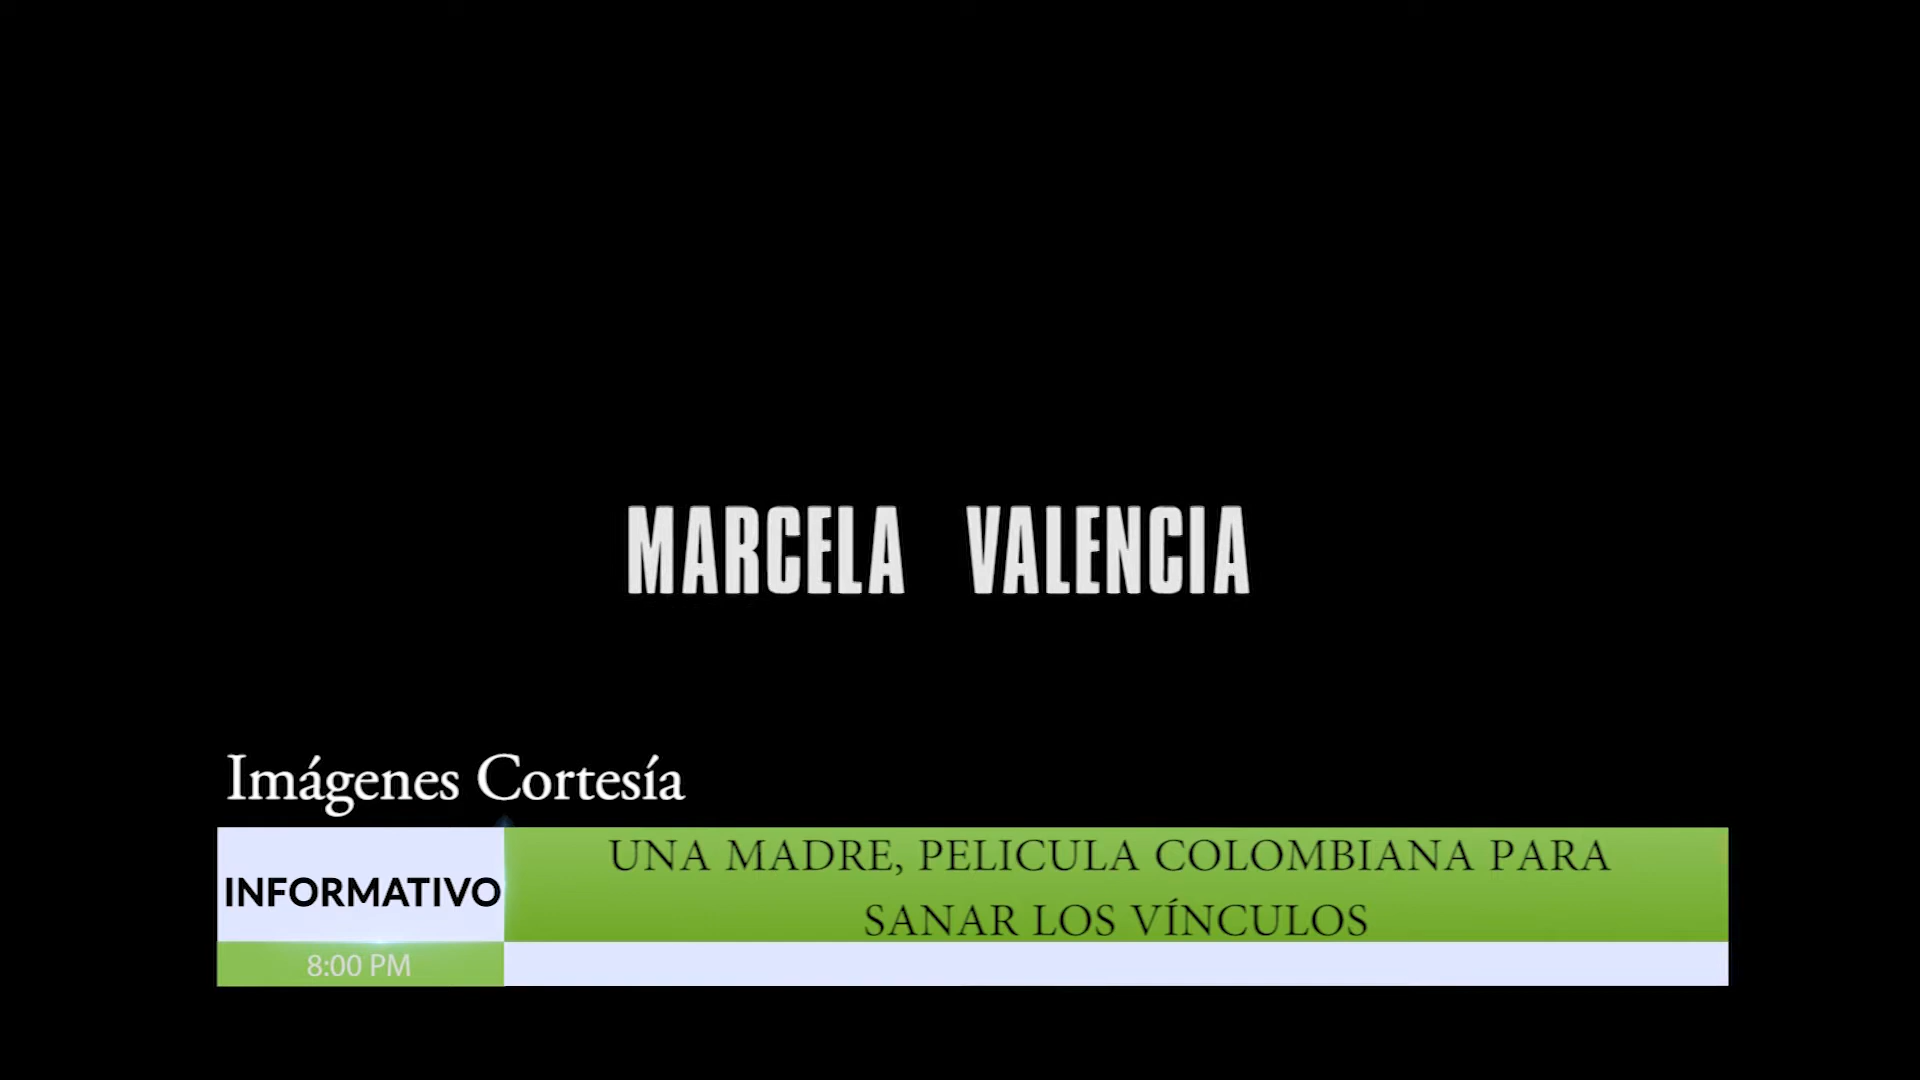 MARCELA VALENCIA
Imágenes Cortesía
UNA MADRE, PELICULA COLOMBIANA PARA
SANAR LOS VÍNCULOS
INFORMATIVO
8:00 PM